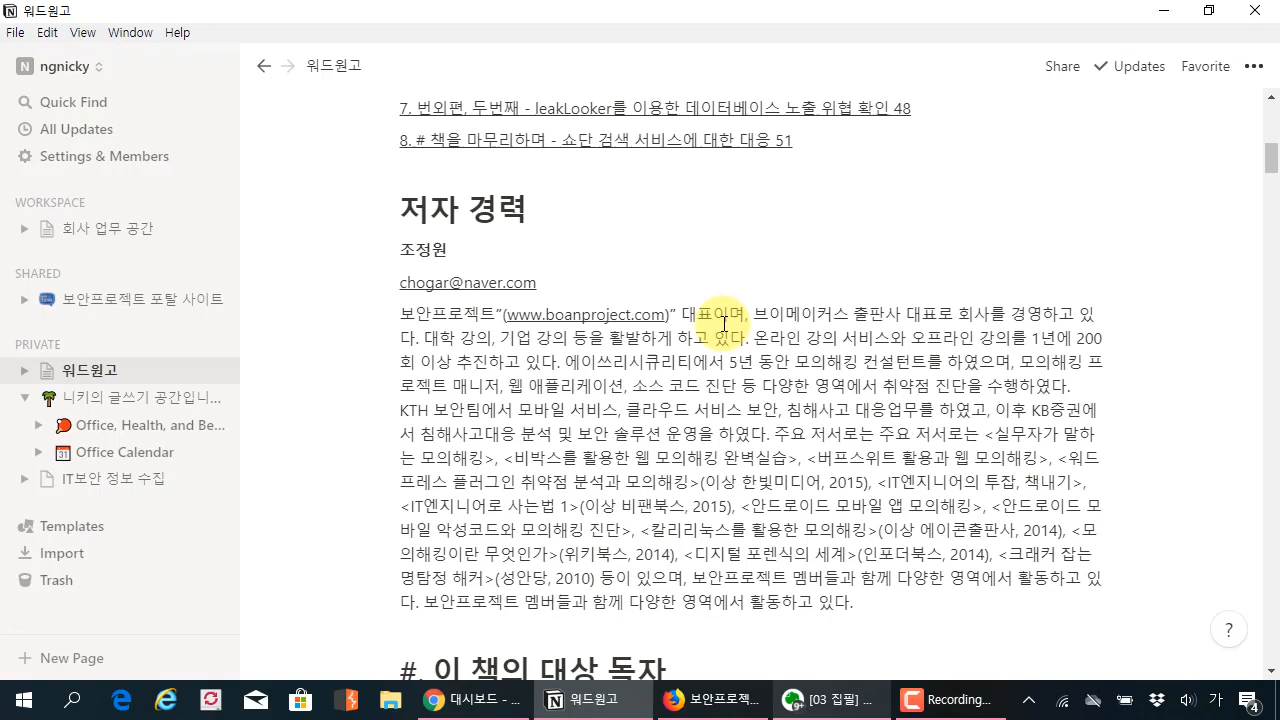 워드원고
File Edit View Window Help
N ngnicky
Quick Find
All Updates
Settings & Members
WORKSPACE
회사 업무 공간
SHARED
보안프로젝트 포탈 사이트
PRIVATE
워드원고
니키의 글쓰기 공간입니...
Office, Health, and Be...
Office Calendar
IT보안 정보 수집
Templates
Import
Trash
New Page
워드원고
Share Updates Favorite
7. 번외편, 두번째 - leakLooker를 이용한 데이터베이스 노출 위협 확인 48
8. # 책을 마무리하며 - 쇼단 검색 서비스에 대한 대응 51
저자 경력
조정원
chogar@naver.com
보안프로젝트”(www.boanproject.com)” 대표이며, 브이메이커스 출판사 대표로 회사를 경영하고 있
다. 대학 강의, 기업 강의 등을 활발하게 하고 있다. 온라인 강의 서비스와 오프라인 강의를 1년에 200
회 이상 추진하고 있다. 에이쓰리시큐리티에서 5년 동안 모의해킹 컨설턴트를 하였으며, 모의해킹 프
로젝트 매니저, 웹 애플리케이션, 소스 코드 진단 등 다양한 영역에서 취약점 진단을 수행하였다.
KTH 보안팀에서 모바일 서비스, 클라우드 서비스 보안, 침해사고 대응업무를 하였고, 이후 KB증권에
서 침해사고대응 분석 및 보안 솔루션 운영을 하였다. 주요 저서로는 주요 저서로는 <실무자가 말하
는 모의해킹>, <비박스를 활용한 웹 모의해킹 완벽실습>, <버프스위트 활용과 웹 모의해킹>, <워드
프레스 플러그인 취약점 분석과 모의해킹>(이상 한빛미디어, 2015), <IT엔지니어의 투잡, 책내기>,
<IT엔지니어로 사는법 1>(이상 비팬북스, 2015), <안드로이드 모바일 앱 모의해킹>, <안드로이드 모
바일 악성코드와 모의해킹 진단>, <칼리리눅스를 활용한 모의해킹>(이상 에이콘출판사, 2014), <모
의해킹이란 무엇인가>(위키북스, 2014), <디지털 포렌식의 세계>(인포더북스, 2014), <크래커 잡는
명탐정 해커>(성안당, 2010) 등이 있으며, 보안프로젝트 멤버들과 함께 다양한 영역에서 활동하고 있
다. 보안프로젝트 멤버들과 함께 다양한 영역에서 활동하고 있다.
#. 이 책의 대상 독자
?
대시보드 - ... 워드원고 보안프로젝... [03 집필] ... Recording... 가 4